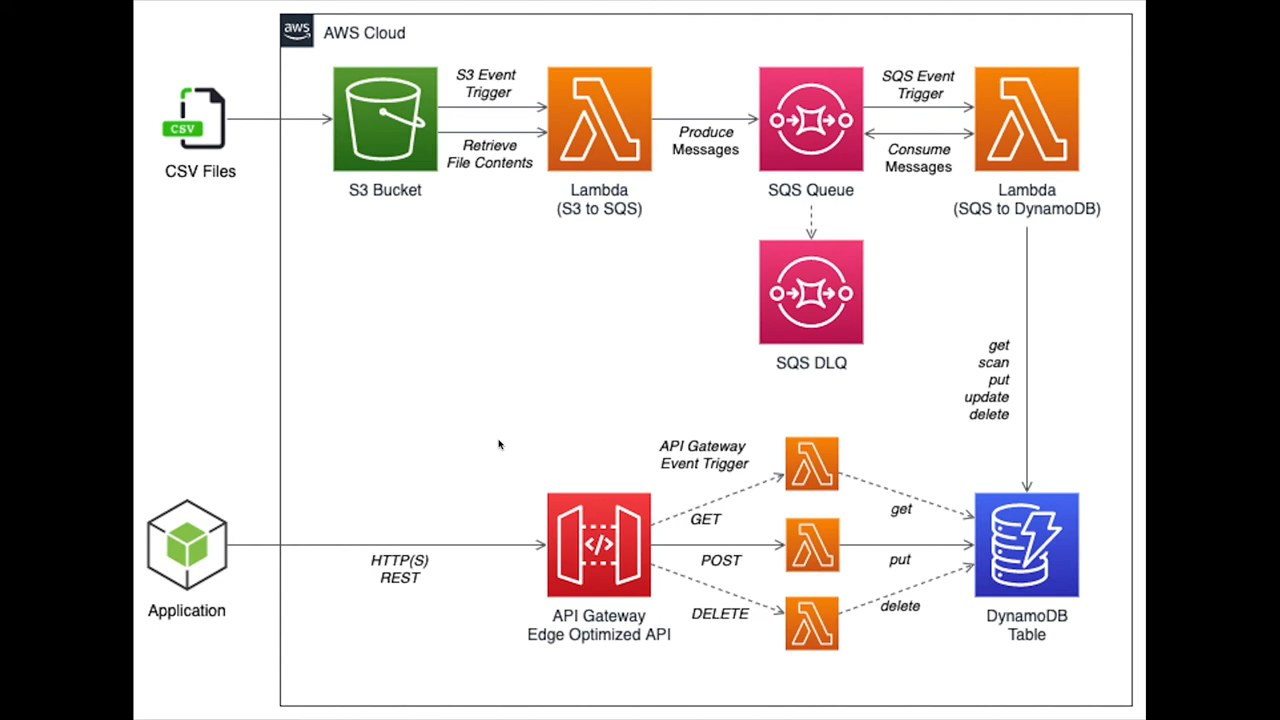 aws
AWS Cloud
CSV
CSV Files
S3 Event
Trigger
Retrieve
File Contents
S3 Bucket
Lambda
(S3 to SQS)
Produce
Messages
SQS Queue
SQS Event
Trigger
Consume
Messages
Lambda
(SQS to DynamoDB)
SQS DLQ
get
scan
put
update
delete
API Gateway
Event Trigger
GET
get
HTTP(S)
REST
</>
POST
put
DELETE
delete
Application
API Gateway
Edge Optimized API
DynamoDB
Table